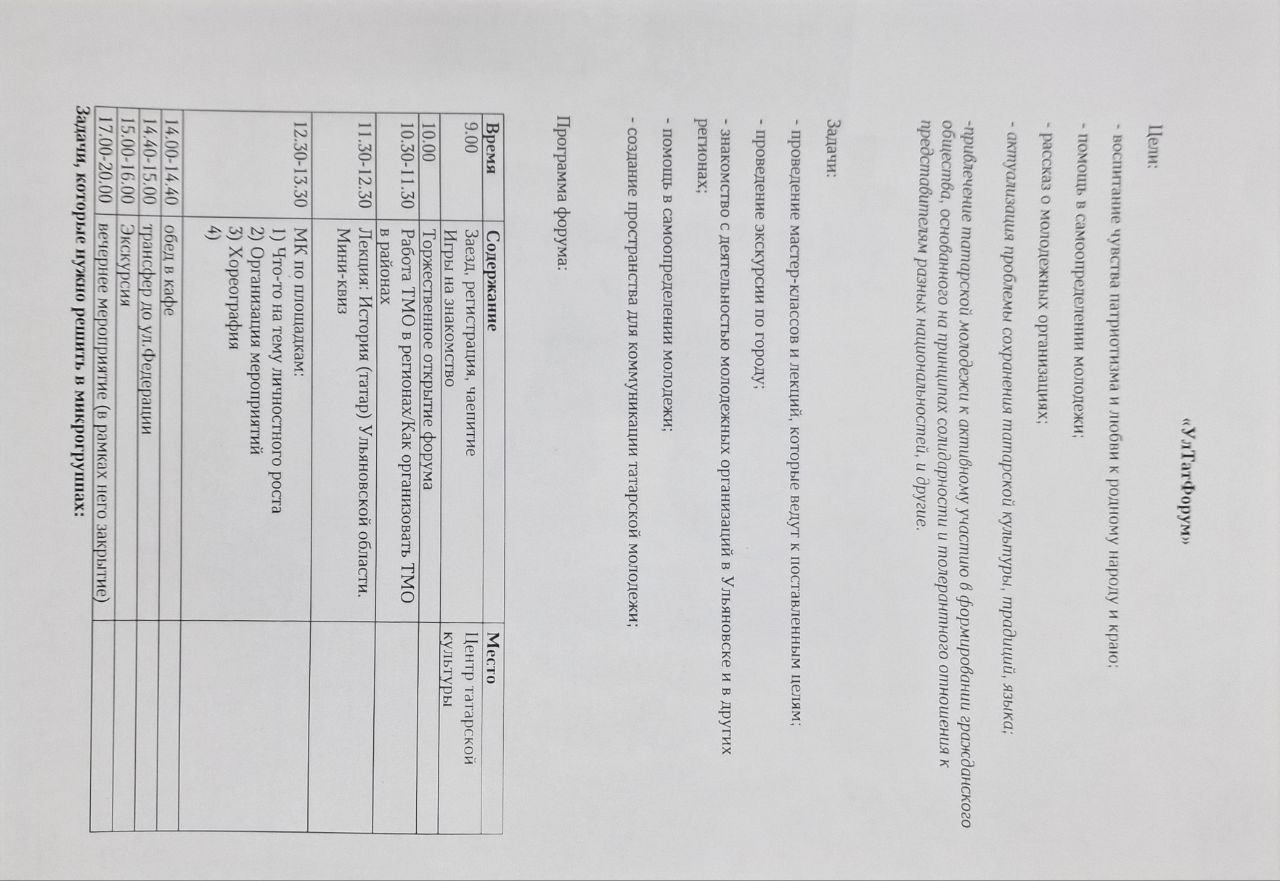 «УлТатФорум»
Цели:
- воспитание чувства патриотизма и любви к родному народу и краю;
- помощь в самоопределении молодежи;
- рассказ о молодежных организациях;
- актуализация проблемы сохранения татарской культуры, традиций, языка;
-привлечение татарской молодежи к активному участию в формировании гражданского
общества, основанного на принципах солидарности и толерантного отношения к
представителям разных национальностей, и другие.
Задачи:
- проведение мастер-классов и лекций, которые ведут к поставленным целям;
- проведение экскурсии по городу;
- знакомство с деятельностью молодежных организаций в Ульяновске и в других
регионах;
- помощь в самоопределении молодежи;
- создание пространства для коммуникации татарской молодежи;
Программа форума:
Время Содержание Место
9.00 Заезд, регистрация, чаепитие Центр татарской
Игры на знакомство культуры
10.00 Торжественное открытие форума
10.30-11.30 Работа ТМО в регионах/Как организовать ТМО
в районах
11.30-12.30 Лекция: История (татар) Ульяновской области.
Мини-квиз
12.30-13.30 МК по площадкам:
1) Что-то на тему личностного роста
2) Организация мероприятий
3) Хореография
4)
14.00-14.40 обед в кафе
14.40-15.00 трансфер до ул.Федерации
15.00-16.00 Экскурсия
17.00-20.00 вечернее мероприятие (в рамках него закрытие)
Задачи, которые нужно решить в микрогруппах: